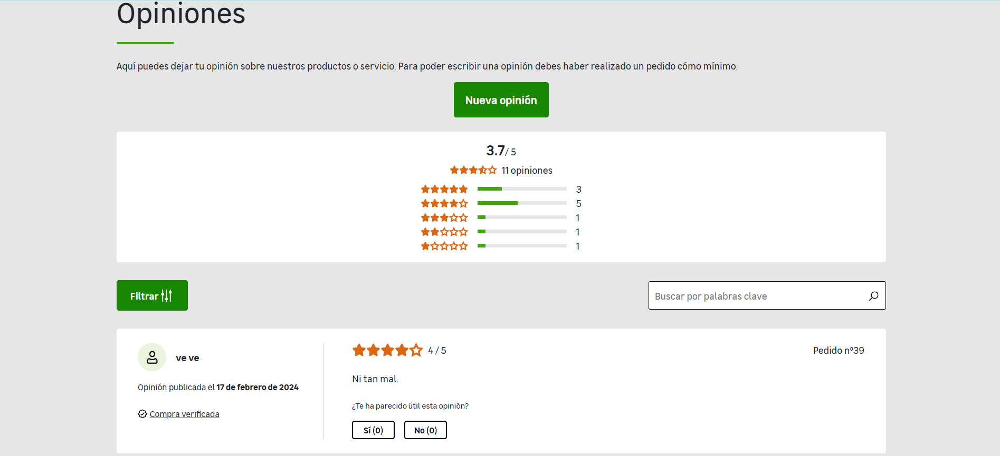 Opiniones
Aquí puedes dejar tu opinión sobre nuestros productos o servicio. Para poder escribir una opinión debes haber realizado un pedido cómo mínimo.
Nueva opinión
3.7/ 5
11 opiniones
3
5
1
1
1
Filtrar
Buscar por palabras clave
ve ve
Opinión publicada el 17 de febrero de 2024
Compra verificada
4 / 5
Pedido nº39
Ni tan mal.
¿Te ha parecido útil esta opinión?
Sí (0) No (0)